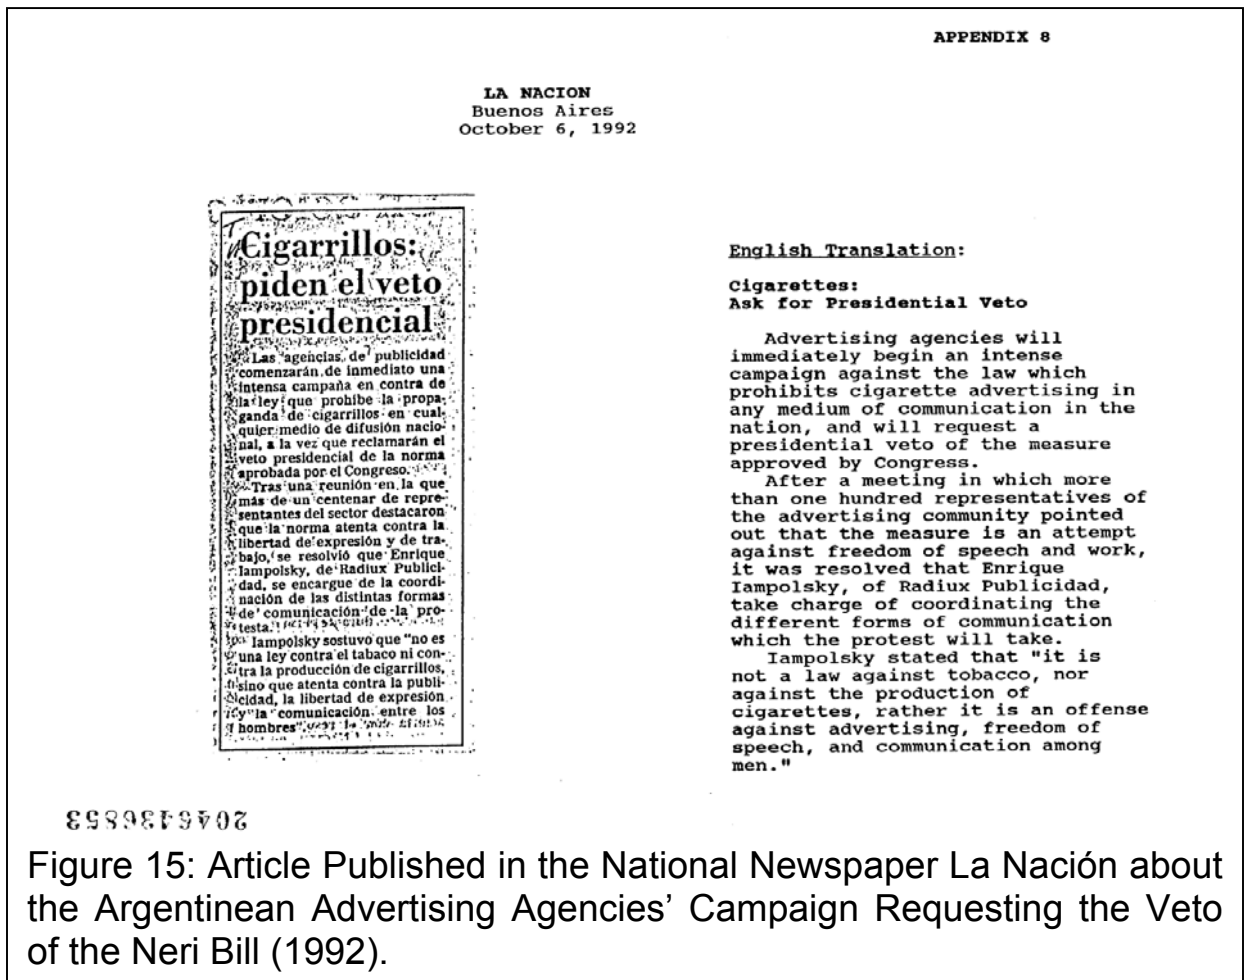 APPENDIX 8
LA NACION
Buenos Aires
October 6, 1992
Cigarrillos:
piden el veto
presidencial
Las agencias de publicidad
comenzarán de inmediato una
intensa campaña en contra de
la ley que prohibe la propa-
ganda de cigarrillos en cual-
quier medio de difusión nacio-
nal, a la vez que reclamarán el
veto presidencial de la norma
aprobada por el Congreso.
Tras una reunión en la que
más de un centenar de repre-
sentantes del sector destacaron
que la norma atenta contra la
libertad de expresión y de tra-
bajo, se resolvió que Enrique
Iampolsky, de Radiux Publici-
dad, se encargue de la coordi-
nación de las distintas formas
de comunicación de la pro-
testa.
Iampolsky sostuvo que "no es
una ley contra el tabaco ni con-
tra la producción de cigarrillos,
sino que atenta contra la publi-
cidad, la libertad de expresión
y la comunicación entre los
hombres".
English Translation:
Cigarettes:
Ask for Presidential Veto
Advertising agencies will
immediately begin an intense
campaign against the law which
prohibits cigarette advertising in
any medium of communication in the
nation, and will request a
presidential veto of the measure
approved by Congress.
After a meeting in which more
than one hundred representatives of
the advertising community pointed
out that the measure is an attempt
against freedom of speech and work,
it was resolved that Enrique
Iampolsky, of Radiux Publicidad,
take charge of coordinating the
different forms of communication
which the protest will take.
Iampolsky stated that "it is
not a law against tobacco, nor
against the production of
cigarettes, rather it is an offense
against advertising, freedom of
speech, and communication among
men."
2046436853
Figure 15: Article Published in the National Newspaper La Nación about
the Argentinean Advertising Agencies’ Campaign Requesting the Veto
of the Neri Bill (1992).